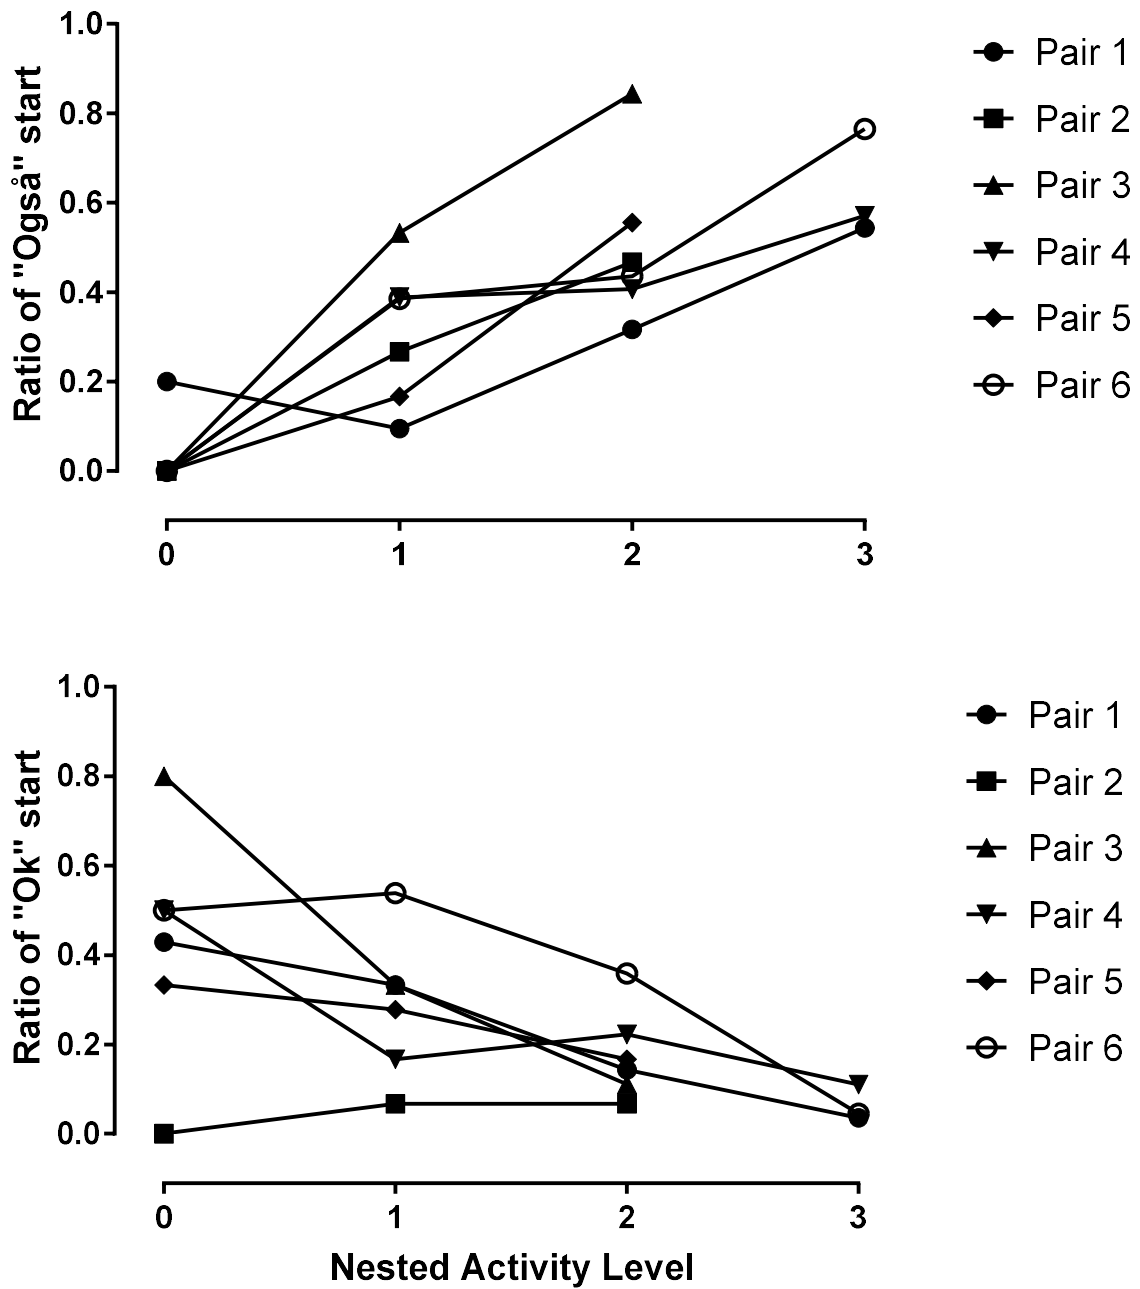 Ratio of "Også" start
1.0
0.8
0.6
0.4
0.2
0.0
0 1 2 3
Pair 1
Pair 2
Pair 3
Pair 4
Pair 5
Pair 6
Ratio of "Ok" start
1.0
0.8
0.6
0.4
0.2
0.0
0 1 2 3
Nested Activity Level
Pair 1
Pair 2
Pair 3
Pair 4
Pair 5
Pair 6